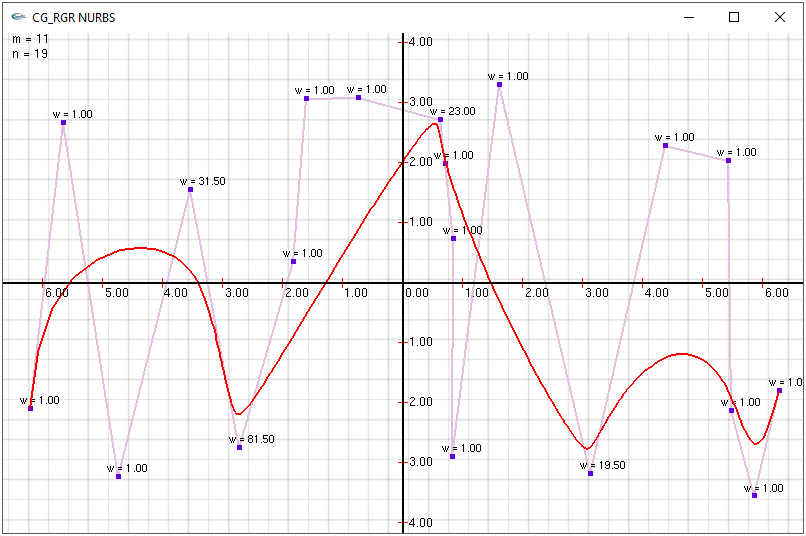 CG_RGR NURBS
m = 11
n = 19
4.00
w = 1.00
w = 1.00
w = 1.00
3.00
w = 1.00
w = 23.00
w = 1.00
w = 1.00
w = 1.00
2.00
w = 31.50
1.00
w = 1.00
w = 1.00
6.00 5.00 4.00 3.00 2.00 1.00 0.00 1.00 2.00 3.00 4.00 5.00 6.00
1.00
w = 1.0
w = 1.00
2.00
w = 1.00
w = 81.50
w = 1.00
3.00
w = 1.00
w = 19.50
w = 1.00
4.00